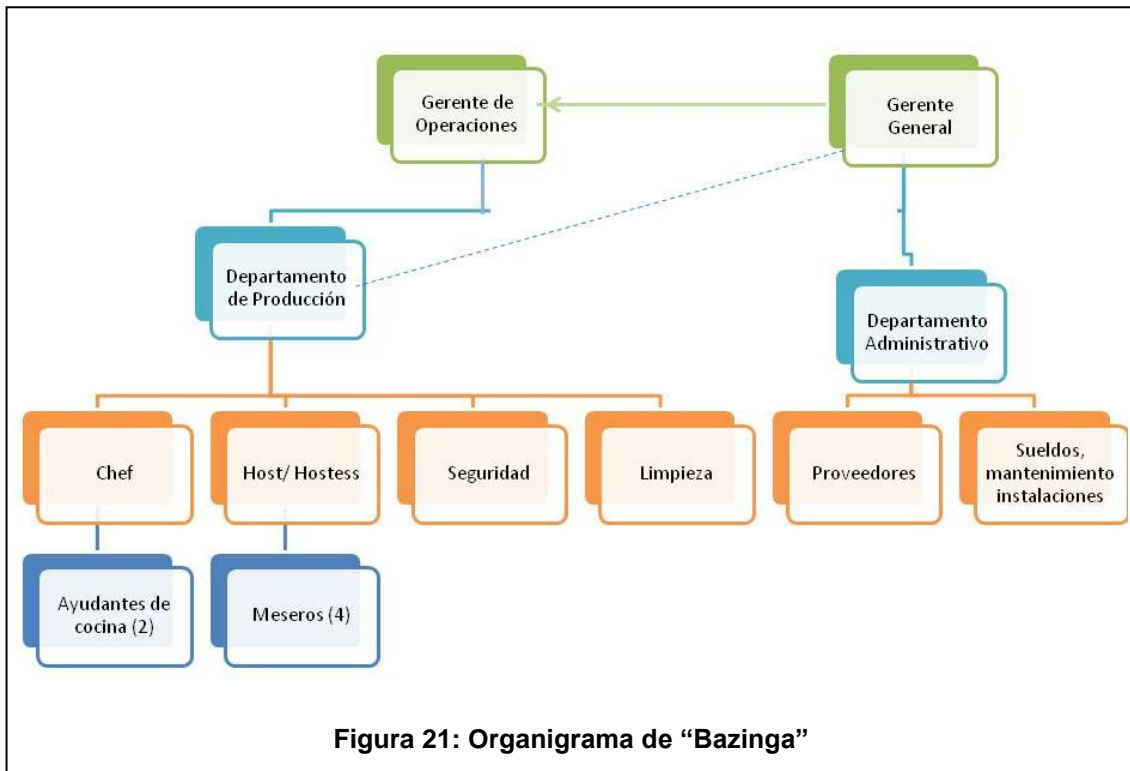 Gerente de
Operaciones
Gerente
General
Departamento
de Producción
Departamento
Administrativo
Chef
Host/ Hostess
Seguridad
Limpieza
Proveedores
Sueldos,
mantenimiento
instalaciones
Ayudantes de
cocina (2)
Meseros (4)
Figura 21: Organigrama de “Bazinga”